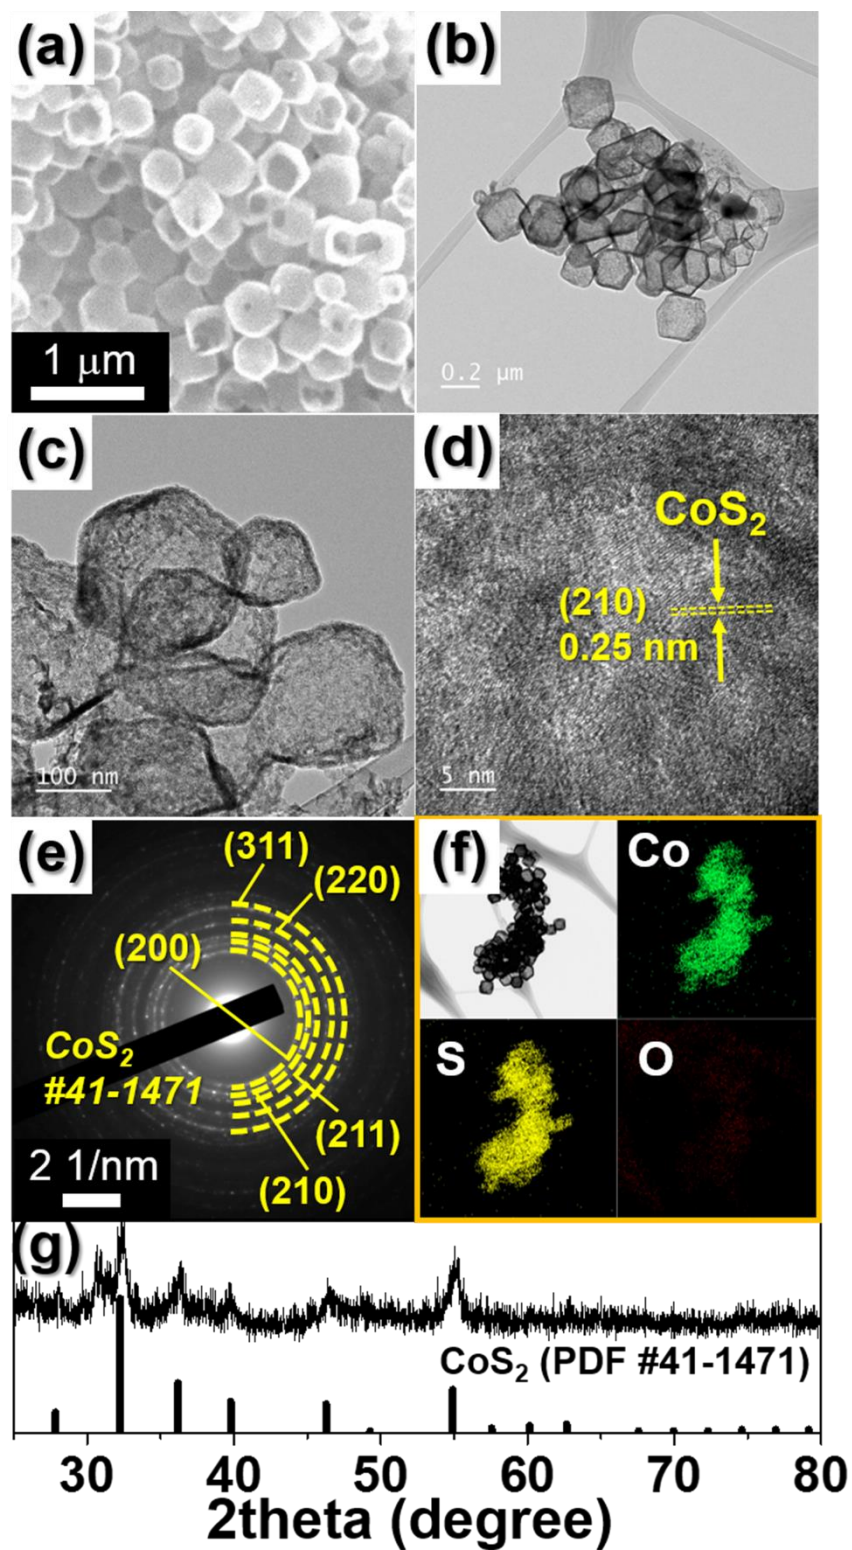 (a)
1 μm
(b)
0.2 μm
(c)
100 nm
(d)
CoS2
(210)
0.25 nm
5 nm
(e)
(311)
(220)
(200)
CoS2
#41-1471
(211)
(210)
2 1/nm
(f)
Co
S
O
(g)
CoS2 (PDF #41-1471)
30 40 50 60 70 80
2theta (degree)